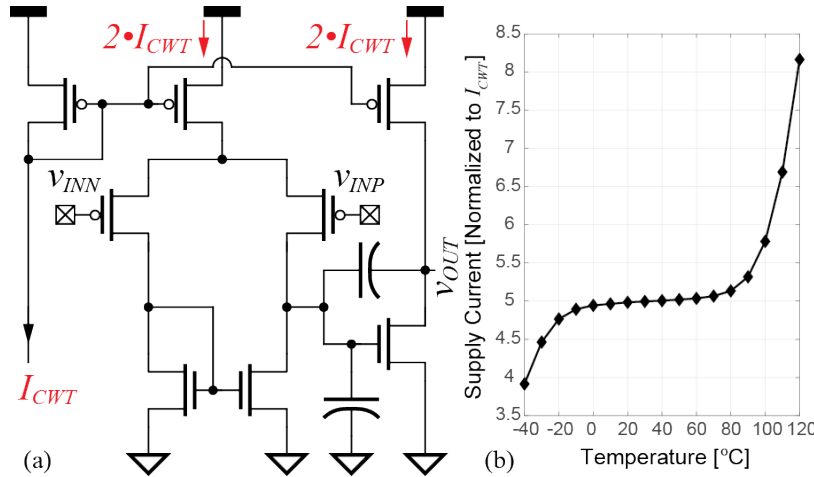 2•I_CWT
2•I_CWT
v_INN
v_INP
v_OUT
I_CWT
(a)
Supply Current [Normalized to I_CWT]
8.5
8
7.5
7
6.5
6
5.5
5
4.5
4
3.5
-40 -20 0 20 40 60 80 100 120
Temperature [°C]
(b)